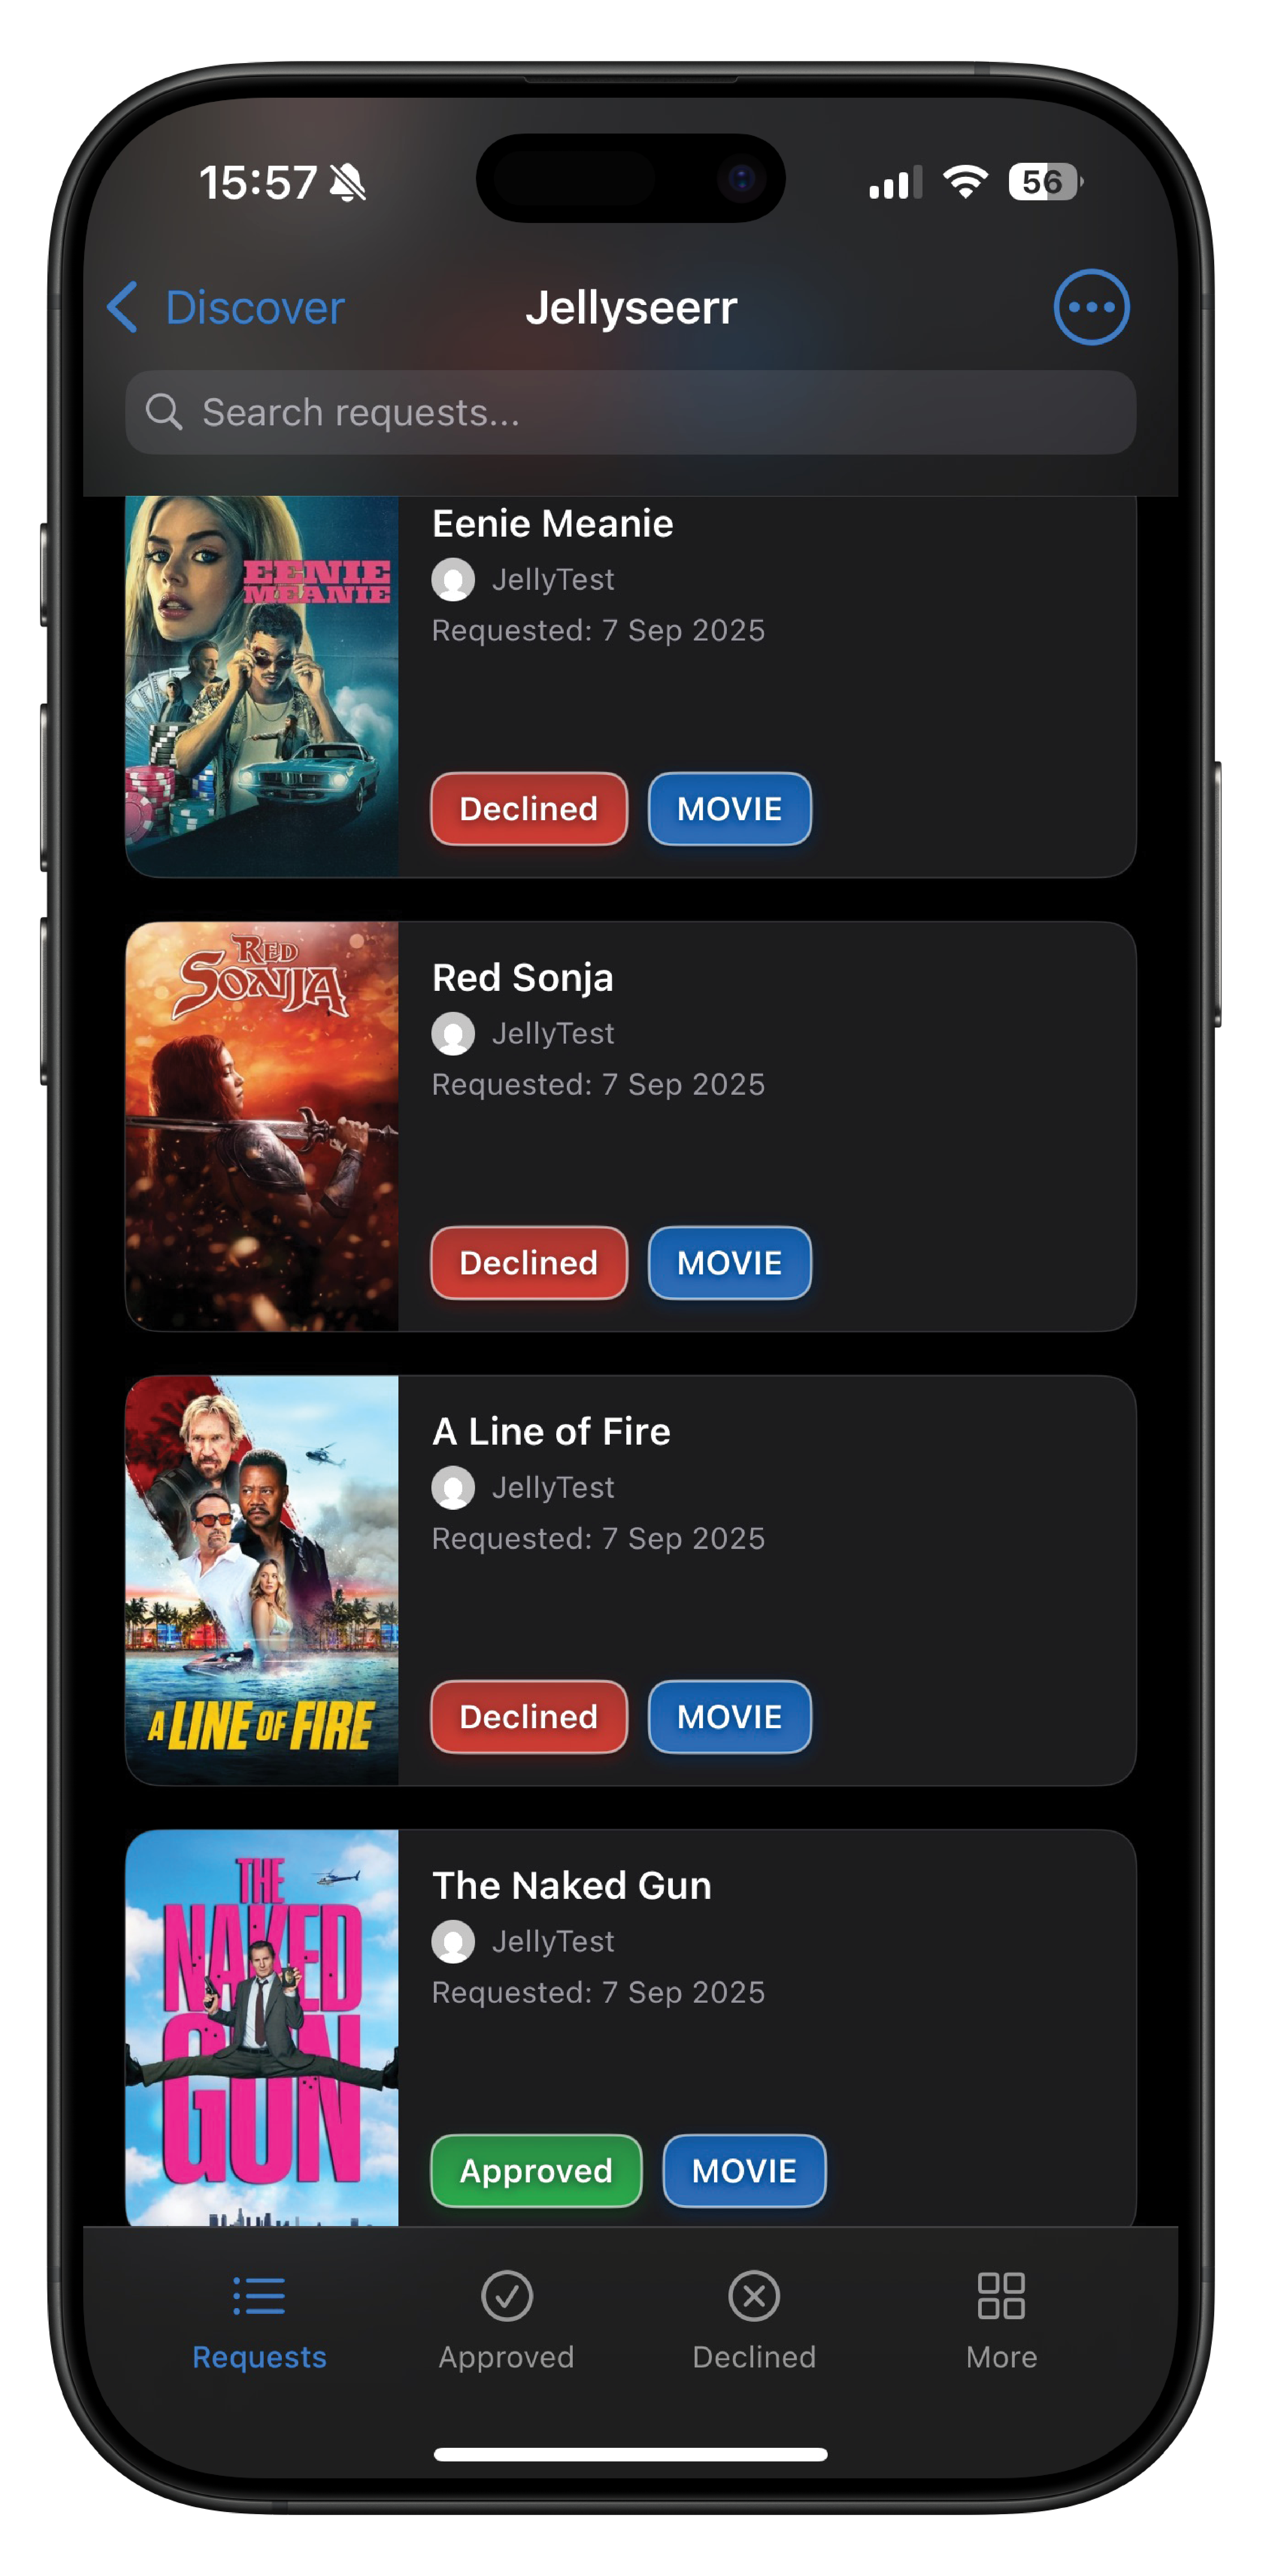 15:57
56
Discover
Jellyseerr
Search requests...
EENIE
MEANIE
Eenie Meanie
JellyTest
Requested: 7 Sep 2025
Declined
MOVIE
RED
SONJA
Red Sonja
JellyTest
Requested: 7 Sep 2025
Declined
MOVIE
A LINE OF FIRE
A Line of Fire
JellyTest
Requested: 7 Sep 2025
Declined
MOVIE
THE
NAKED
GUN
The Naked Gun
JellyTest
Requested: 7 Sep 2025
Approved
MOVIE
Requests
Approved
Declined
More